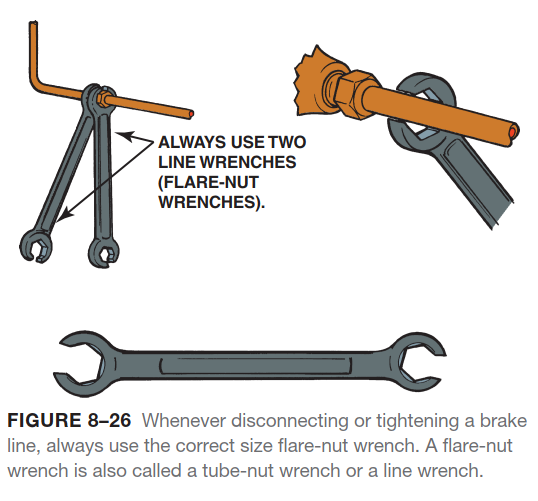 ALWAYS USE TWO
LINE WRENCHES
(FLARE-NUT
WRENCHES).
FIGURE 8–26 Whenever disconnecting or tightening a brake
line, always use the correct size flare-nut wrench. A flare-nut
wrench is also called a tube-nut wrench or a line wrench.